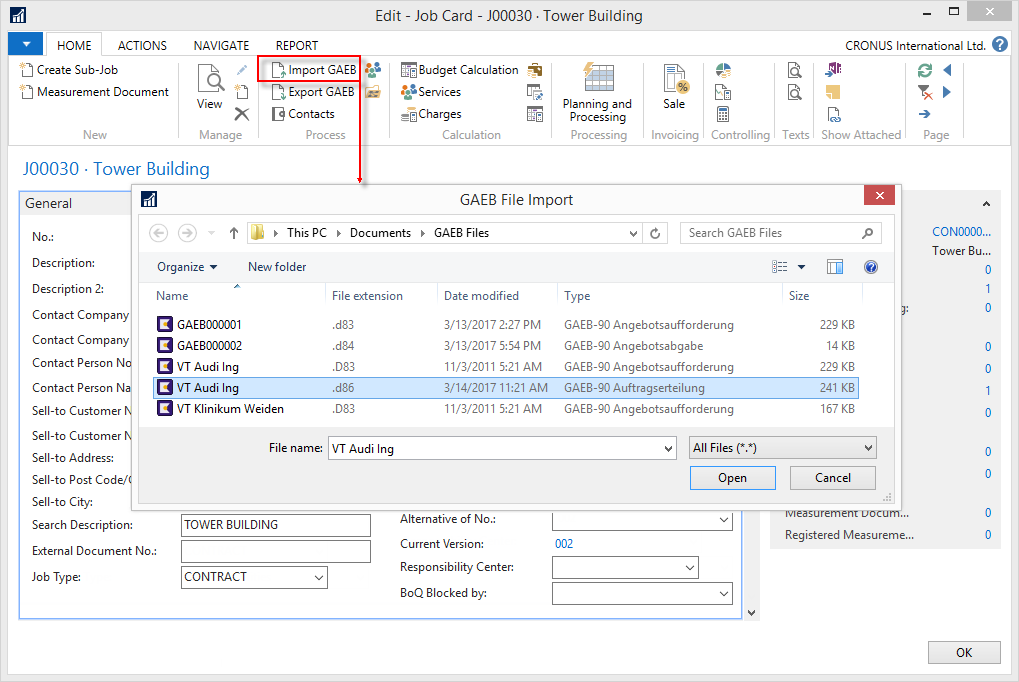 Edit - Job Card - J00030 · Tower Building
HOME ACTIONS NAVIGATE REPORT CRONUS International Ltd.
Create Sub-Job
Measurement Document
New
View
Manage
Import GAEB
Export GAEB
Contacts
Process
Budget Calculation
Services
Charges
Calculation
Planning and
Processing
Processing
Sale
Invoicing
Controlling
Texts
Show Attached
Page
J00030 · Tower Building
General
No.:
Description:
Description 2:
Contact Company
Contact Company
Contact Person No
Contact Person Na
Sell-to Customer N
Sell-to Customer N
Sell-to Address:
Sell-to Post Code/C
Sell-to City:
Search Description: TOWER BUILDING
External Document No.:
Job Type: CONTRACT
Alternative of No.:
Current Version: 002
Responsibility Center:
BoQ Blocked by:
GAEB File Import
This PC Documents GAEB Files
Search GAEB Files
Organize New folder
Name File extension Date modified Type Size
GAEB000001 .d83 3/13/2017 2:27 PM GAEB-90 Angebotsaufforderung 229 KB
GAEB000002 .d84 3/13/2017 5:54 PM GAEB-90 Angebotsabgabe 14 KB
VT Audi Ing .D83 11/3/2011 5:21 AM GAEB-90 Angebotsaufforderung 229 KB
VT Audi Ing .d86 3/14/2017 11:21 AM GAEB-90 Auftragserteilung 241 KB
VT Klinikum Weiden .D83 11/3/2011 5:21 AM GAEB-90 Angebotsaufforderung 167 KB
File name: VT Audi Ing All Files (*.*)
Open Cancel
CON0000...
Tower Bu...
0
1
g: 0
0
0
1
0
0
0
Measurement Docum... 0
Registered Measureme... 0
OK